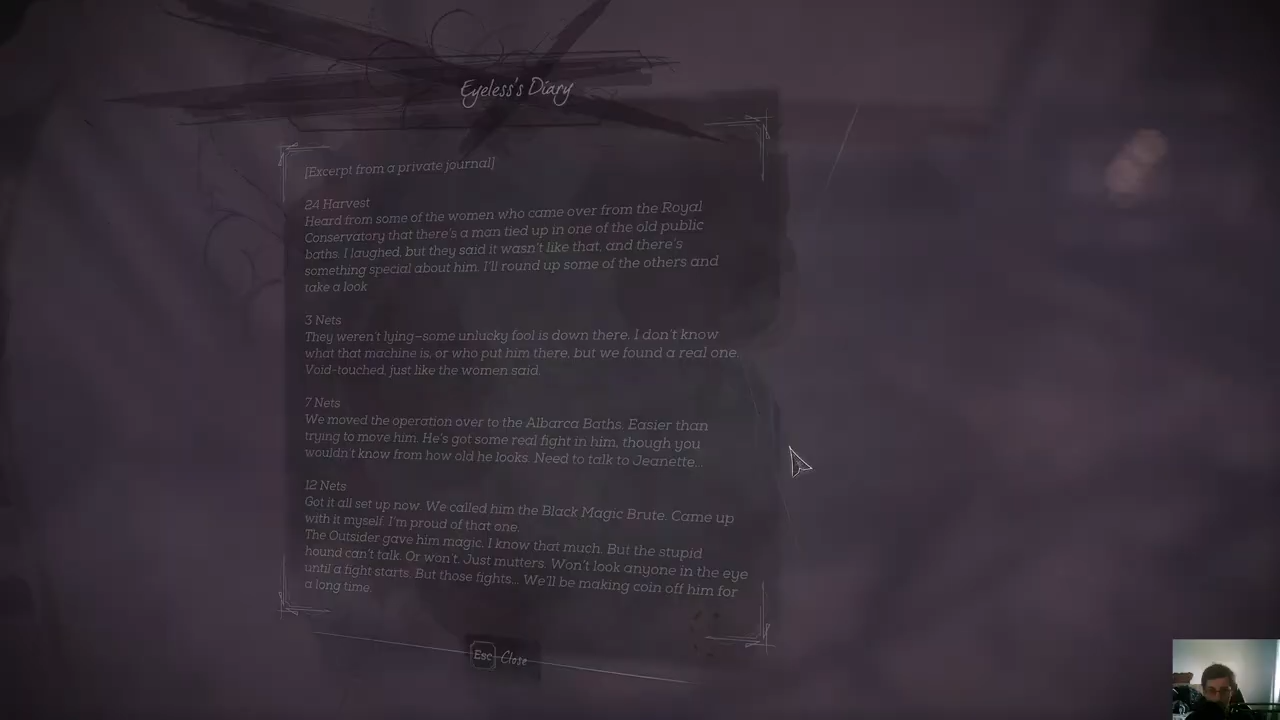 Eyeless's Diary
[Excerpt from a private journal]
24 Harvest
Heard from some of the women who came over from the Royal
Conservatory that there's a man tied up in one of the old public
baths. I laughed, but they said it wasn't like that, and there's
something special about him. I'll round up some of the others and
take a look
3 Nets
They weren't lying—some unlucky fool is down there. I don't know
what that machine is, or who put him there, but we found a real one.
Void-touched, just like the women said.
7 Nets
We moved the operation over to the Albarca Baths. Easier than
trying to move him. He's got some real fight in him, though you
wouldn't know from how old he looks. Need to talk to Jeanette...
12 Nets
Got it all set up now. We called him the Black Magic Brute. Came up
with it myself. I'm proud of that one.
The Outsider gave him magic. I know that much. But the stupid
hound can't talk. Or won't. Just mutters. Won't look anyone in the eye
until a fight starts. But those fights... We'll be making coin off him for
a long time.
Esc Close